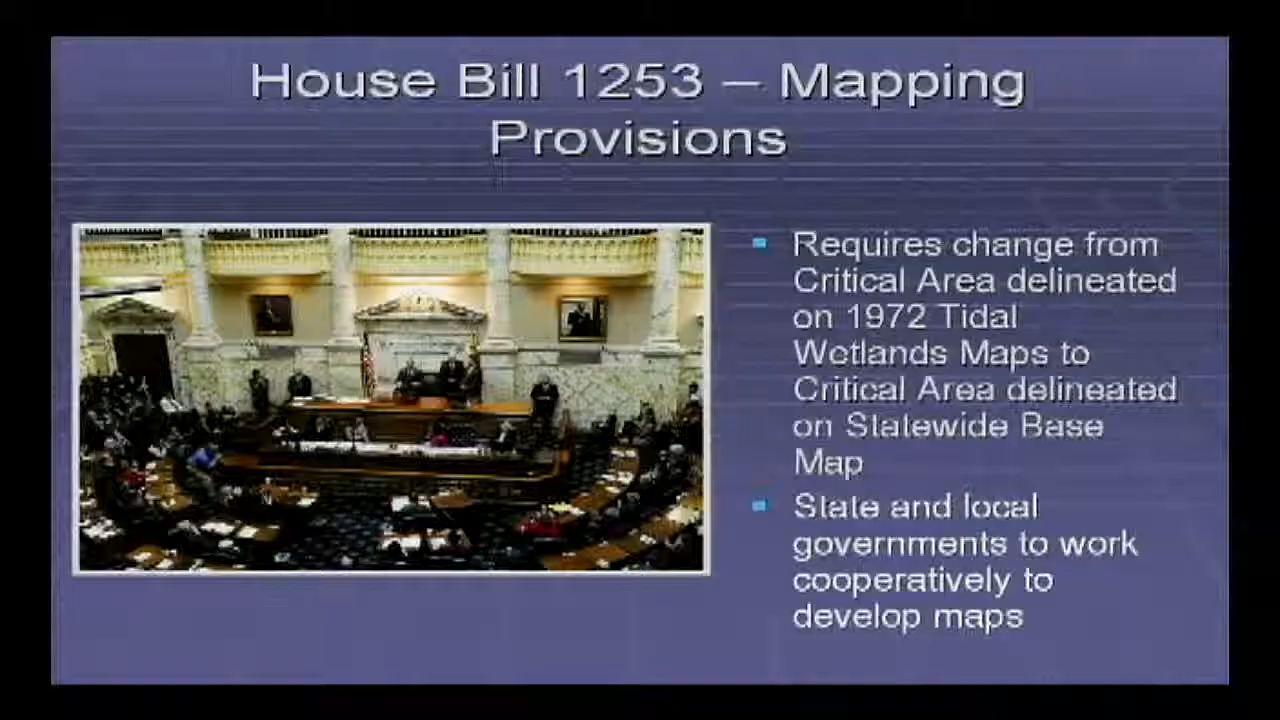 House Bill 1253 – Mapping
Provisions
Requires change from
Critical Area delineated
on 1972 Tidal
Wetlands Maps to
Critical Area delineated
on Statewide Base
Map
State and local
governments to work
cooperatively to
develop maps